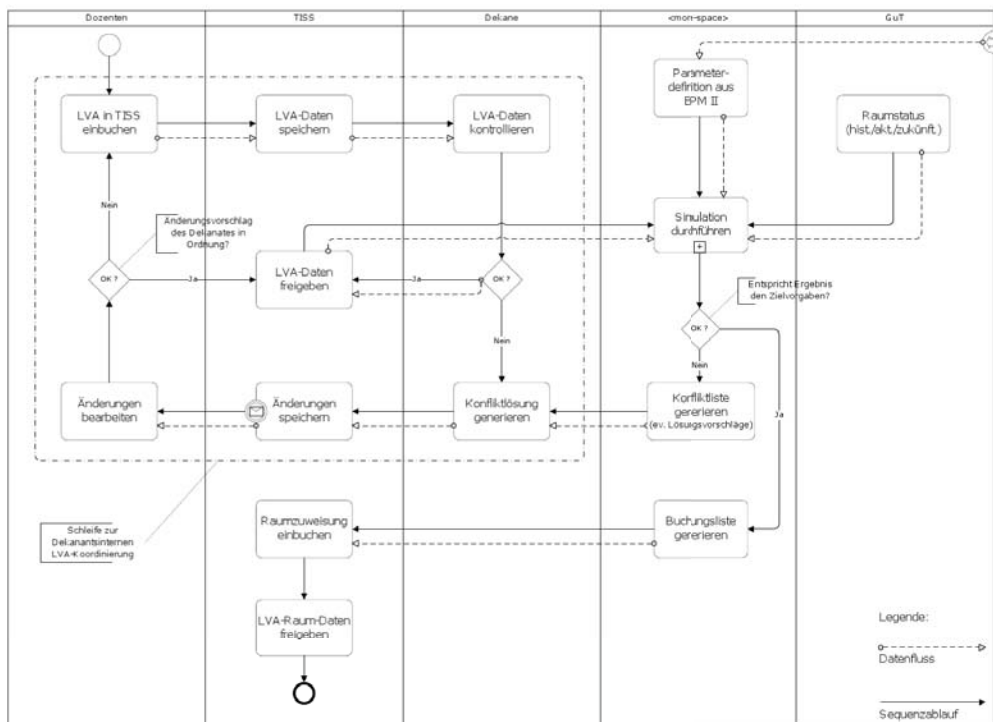 Dozenten
TISS
Dekane
<mon-space>
GuT
Parameter-
definition aus
BPM II
LVA in TISS
einbuchen
LVA-Daten
speichern
LVA-Daten
kontrollieren
Raumstatus
(hist./akt./zukünft.)
Nein
Änderungsvorschlag
des Dekanates in
Ordnung?
Simulation
durchführen
OK ?
Ja
LVA-Daten
freigeben
Ja
OK ?
Entspricht Ergebnis
den Zielvorgaben?
OK ?
Nein
Nein
Änderungen
bearbeiten
Änderungen
speichern
Konfliktlösung
generieren
Konfliktliste
generieren
(ev. Lösungsvorschläge)
Ja
Schleife zur
Dekanantsinternen
LVA-Koordinierung
Raumzuweisung
einbuchen
Buchungsliste
generieren
LVA-Raum-Daten
freigeben
Legende:
Datenfluss
Sequenzablauf